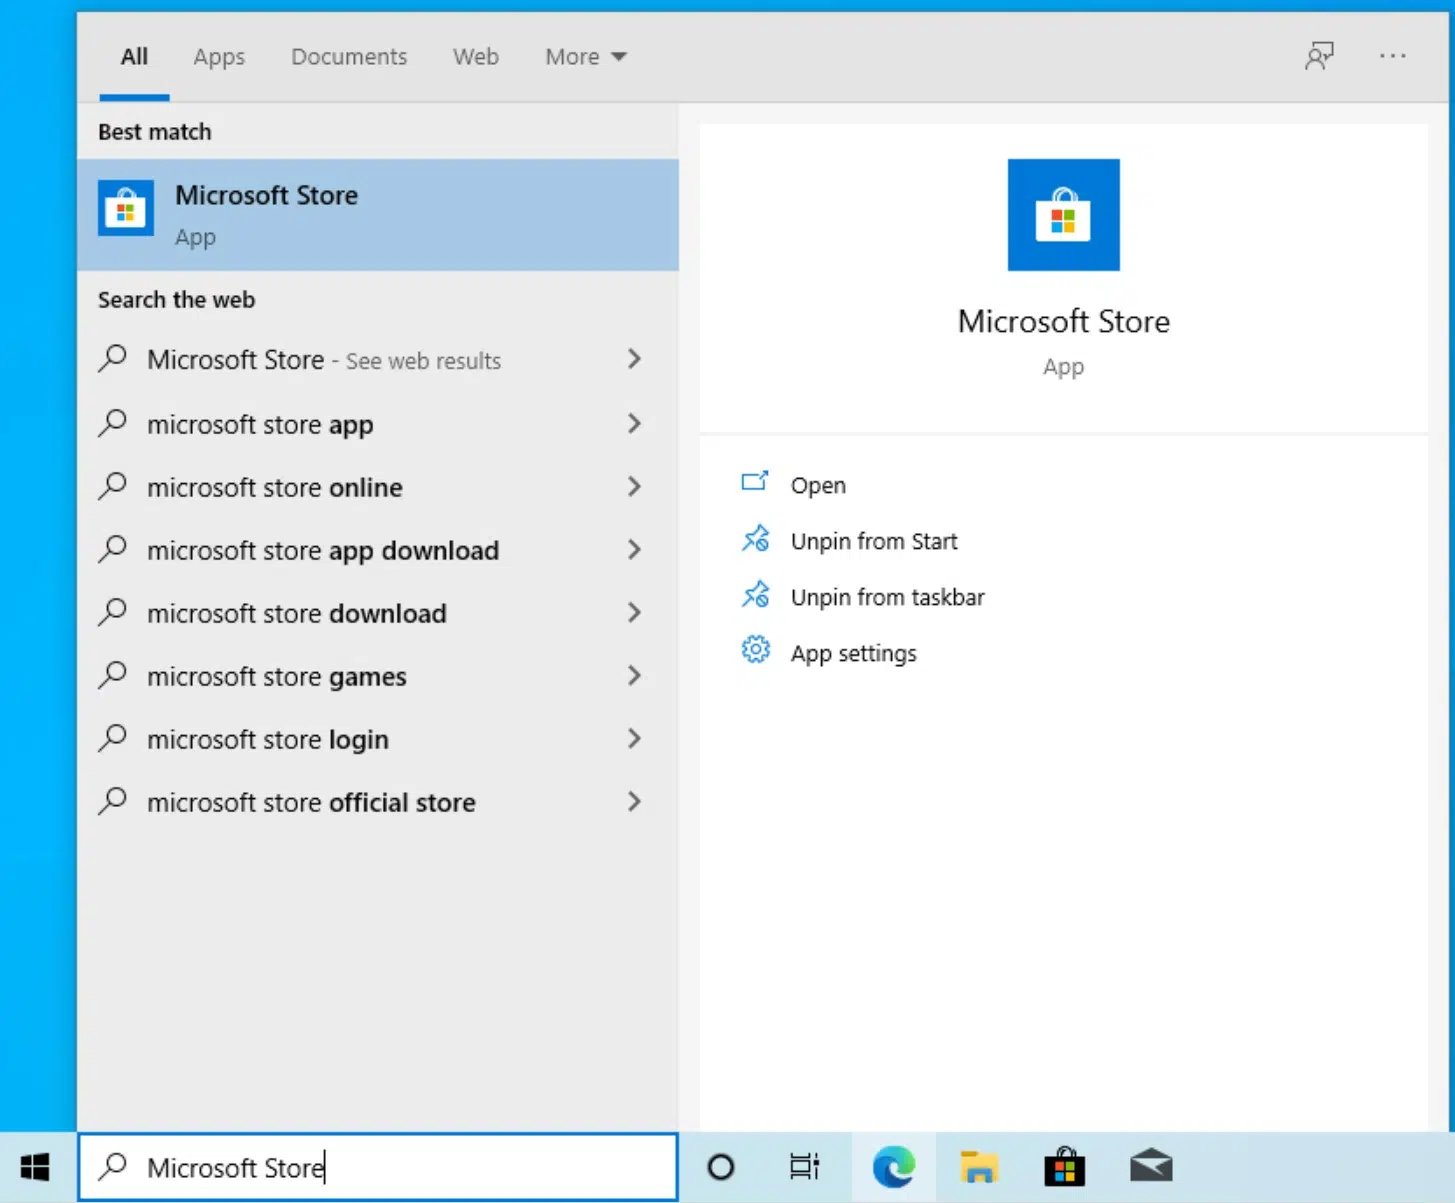 All Apps Documents Web More
Best match
Microsoft Store
App
Search the web
Microsoft Store - See web results
microsoft store app
microsoft store online
microsoft store app download
microsoft store download
microsoft store games
microsoft store login
microsoft store official store
Microsoft Store
App
Open
Unpin from Start
Unpin from taskbar
App settings
Microsoft Store